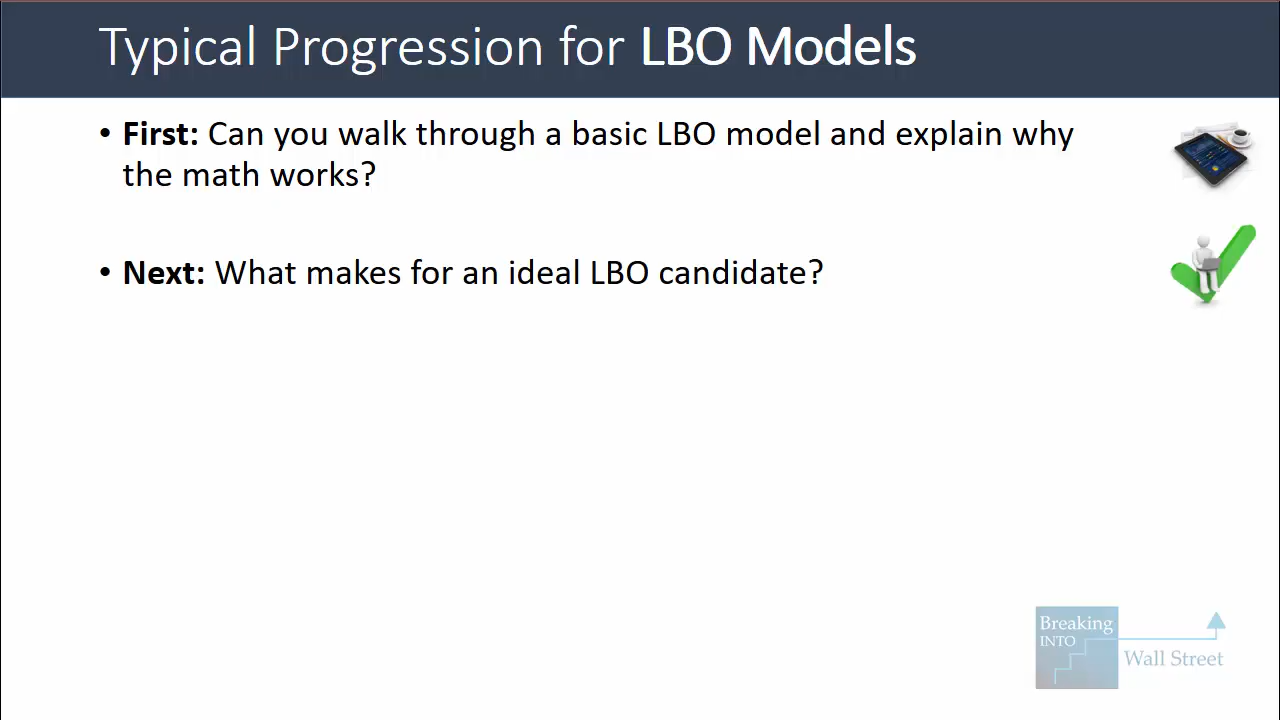 Typical Progression for LBO Models
• First: Can you walk through a basic LBO model and explain why
the math works?
• Next: What makes for an ideal LBO candidate?
Breaking
INTO
Wall Street